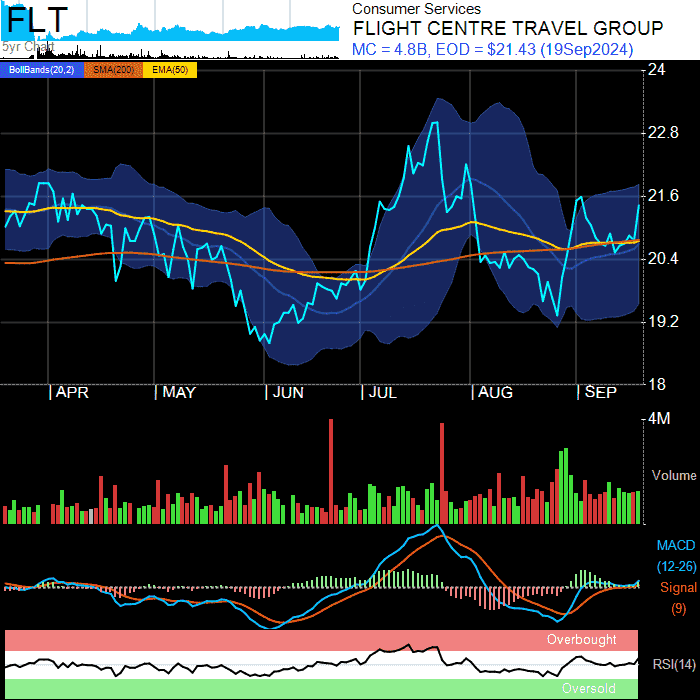 FLT
5yr Chart
Consumer Services
FLIGHT CENTRE TRAVEL GROUP
MC = 4.8B, EOD = $21.43 (19Sep2024)
BollBands(20,2) SMA(200) EMA(50)
24
22.8
21.6
20.4
19.2
18
APR MAY JUN JUL AUG SEP
4M
Volume
MACD
(12-26)
Signal
(9)
Overbought
RSI(14)
Oversold